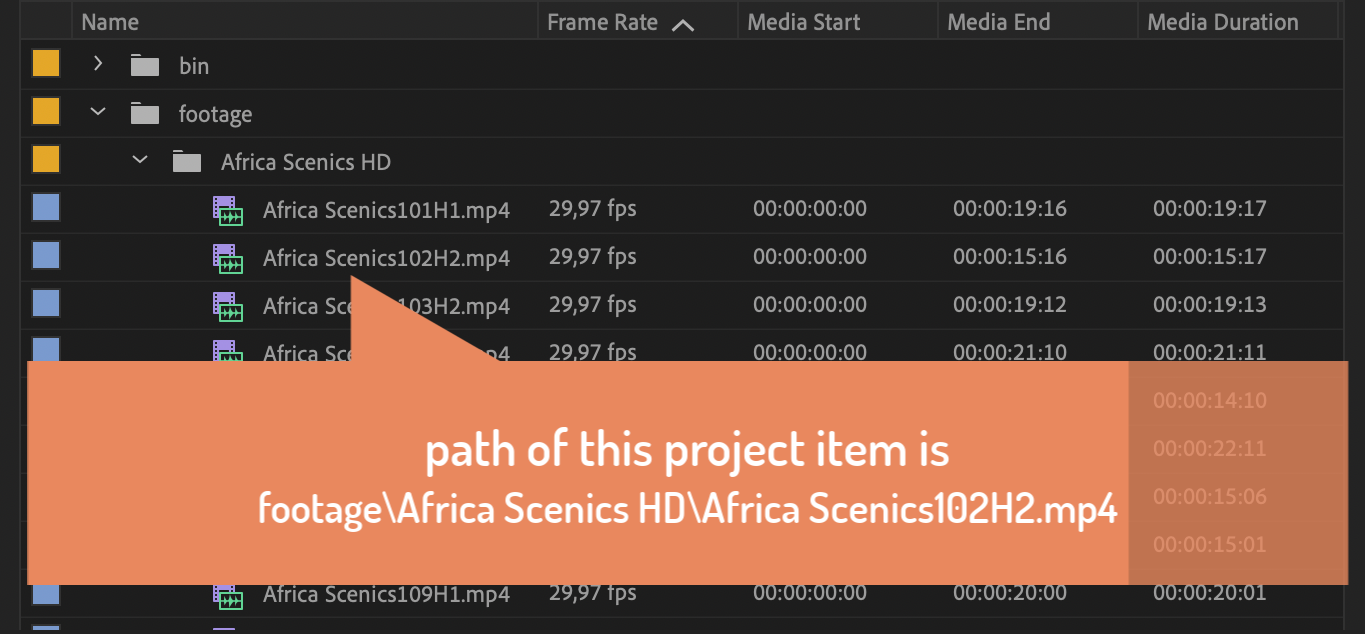 Name Frame Rate Media Start Media End Media Duration
bin
footage
Africa Scenics HD
Africa Scenics101H1.mp4 29,97 fps 00:00:00:00 00:00:19:16 00:00:19:17
Africa Scenics102H2.mp4 29,97 fps 00:00:00:00 00:00:15:16 00:00:15:17
Africa 103H2.mp4 29,97 fps 00:00:00:00 00:00:19:12 00:00:19:13
Africa 29,97 fps 00:00:00:00 00:00:21:10 00:00:21:11
00:00:14:10
path of this project item is
00:00:22:11
footage\Africa Scenics HD\Africa Scenics102H2.mp4
00:00:15:06
00:00:15:01
Africa Scenics109H1.mp4 29,97 fps 00:00:00:00 00:00:20:00 00:00:20:01